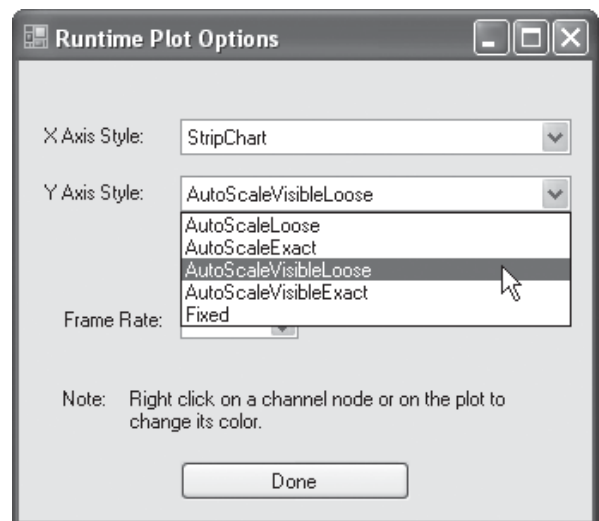 Runtime Plot Options
X Axis Style: StripChart
Y Axis Style: AutoScaleVisibleLoose
AutoScaleLoose
AutoScaleExact
AutoScaleVisibleLoose
AutoScaleVisibleExact
Fixed
Frame Rate:
Note: Right click on a channel node or on the plot to
change its color.
Done